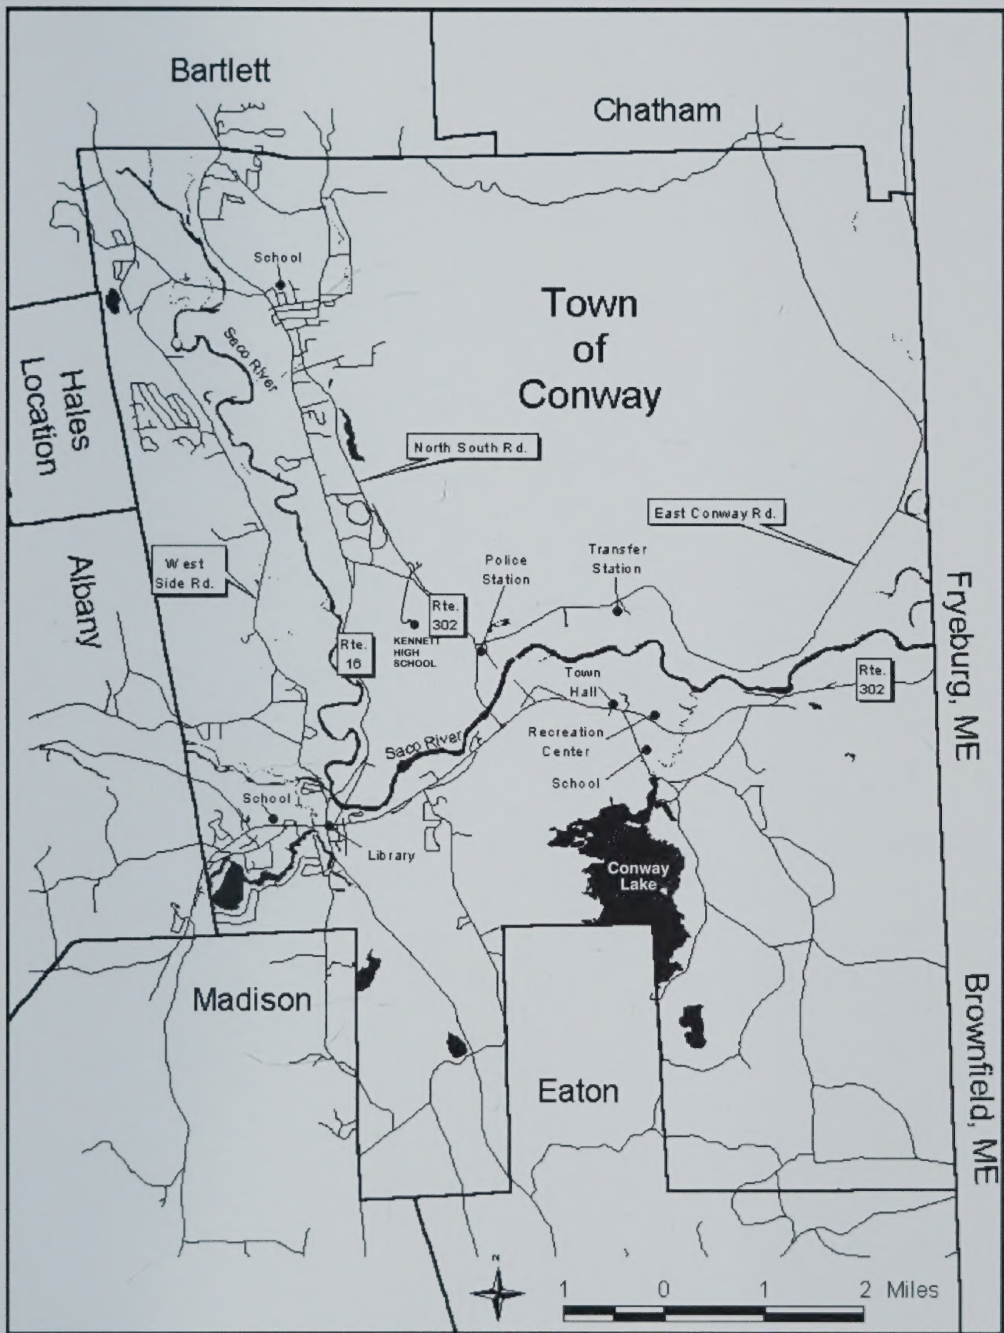 Bartlett
Chatham
School
Town
of
Conway
Saco River
Hales
Location
North South Rd.
East Conway Rd.
Albany
West
Side Rd.
Police
Station
Transfer
Station
Rte.
302
KENNETT
HIGH
SCHOOL
Rte.
16
Fryeburg, ME
Town
Hall
Rte.
302
Recreation
Center
Saco River
School
School
Library
Conway
Lake
Madison
Eaton
Brownfield, ME
N
1 0 1 2 Miles